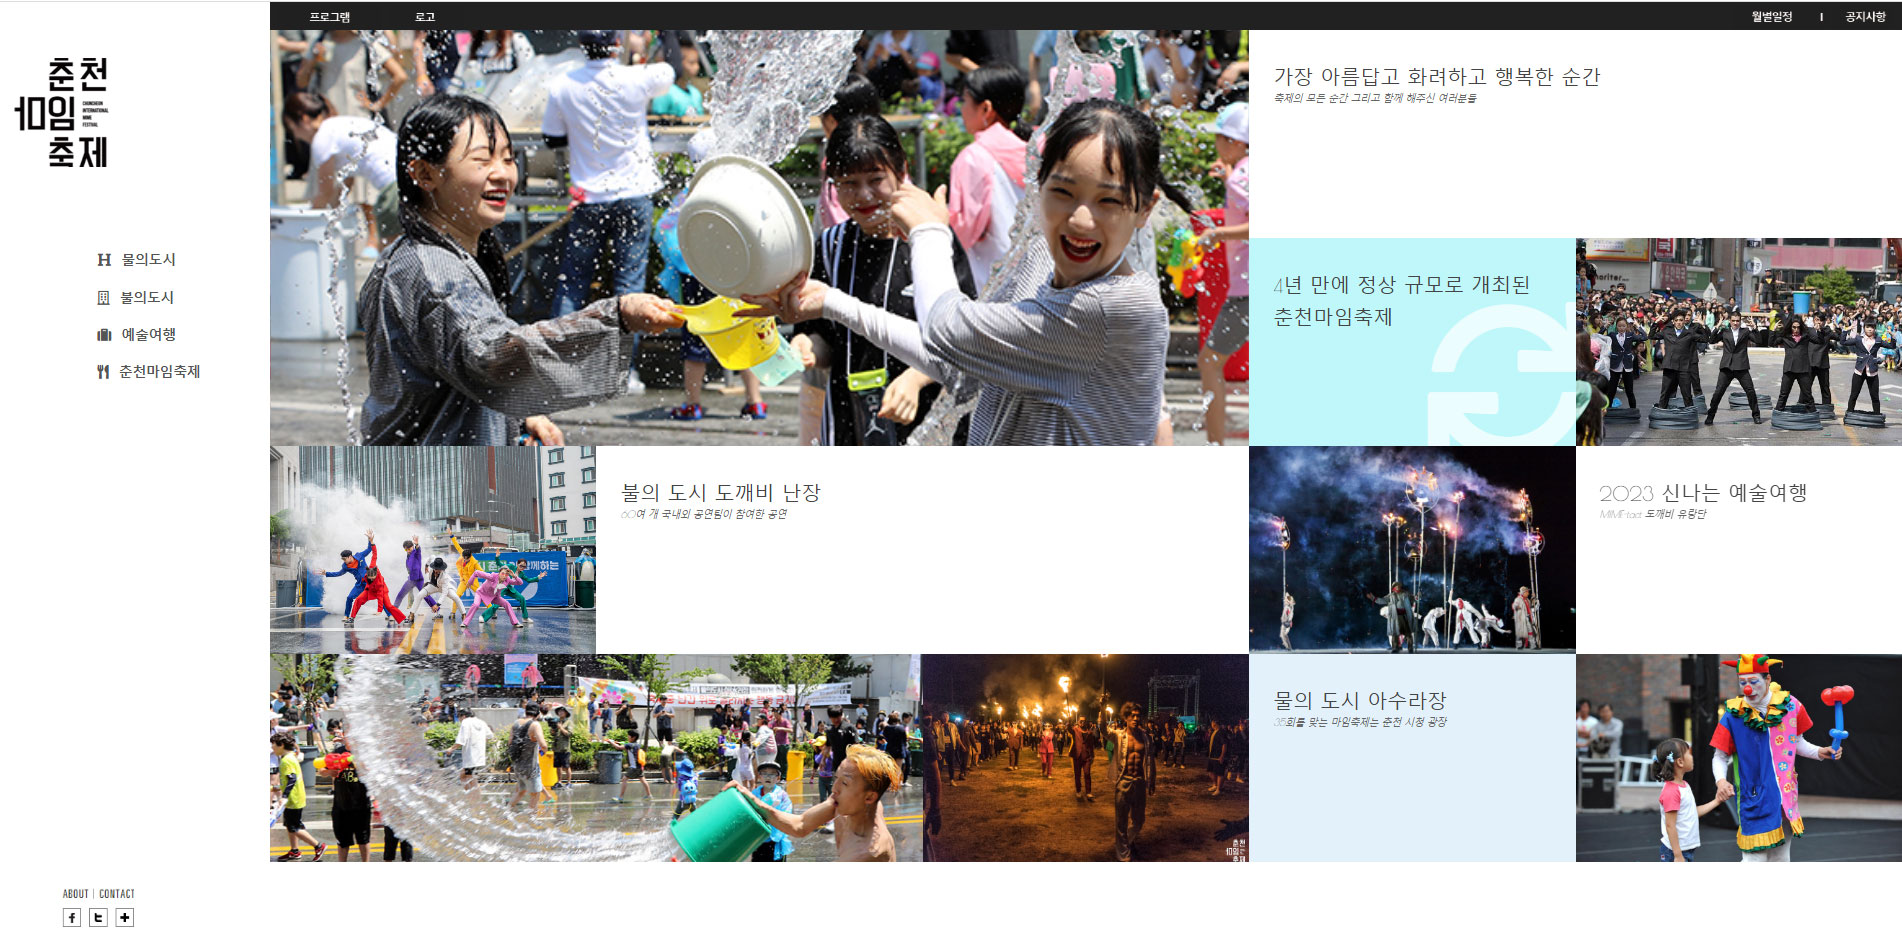 프로그램
로고
월별일정 I 공지사항
춘천
마임
CHUNCHEON
INTERNATIONAL
MIME
FESTIVAL
축제
물의도시
불의도시
예술여행
춘천마임축제
가장 아름답고 화려하고 행복한 순간
축제의 모든 순간 그리고 함께 해주신 여러분들
4년 만에 정상 규모로 개최된
춘천마임축제
불의 도시 도깨비 난장
60여 개 국내외 공연팀이 참여한 공연
2023 신나는 예술여행
MIMFtact 도깨비 유랑단
물의 도시 아수라장
35회를 맞는 마임축제는 춘천 시청 광장
춘천
마임
축제
ABOUT | CONTACT